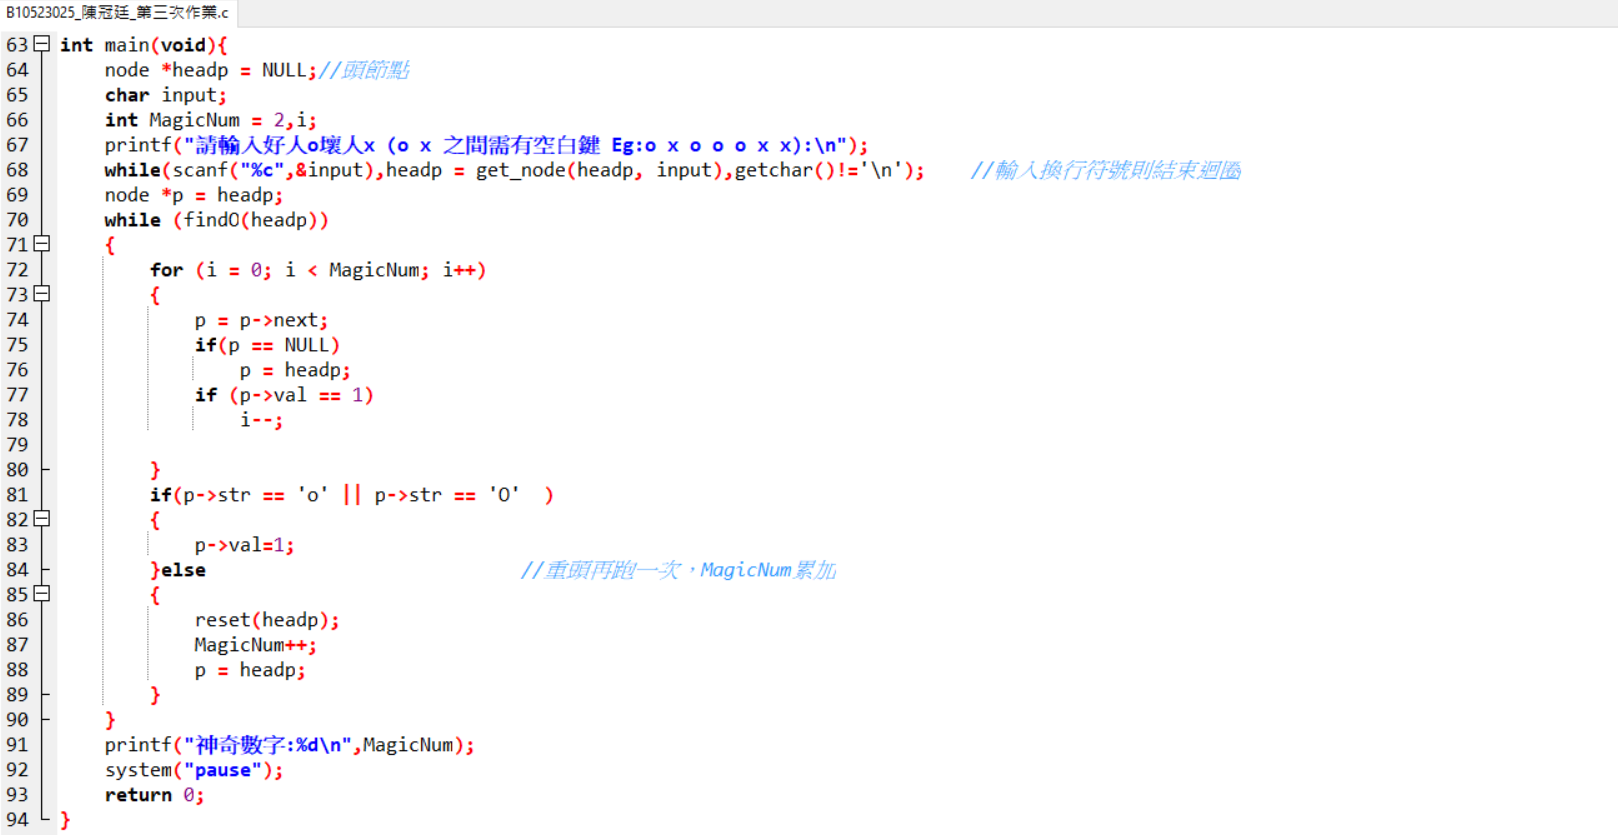 B10523025_陳冠廷_第三次作業.c
63 int main(void){
64 node *headp = NULL;//頭節點
65 char input;
66 int MagicNum = 2,i;
67 printf("請輸入好人o壞人x (o x 之間需有空白鍵 Eg:o x o o o x x):\n");
68 while(scanf("%c",&input),headp = get_node(headp, input),getchar()!='\n'); //輸入換行符號則結束迴圈
69 node *p = headp;
70 while (findO(headp))
71 {
72 for (i = 0; i < MagicNum; i++)
73 {
74 p = p->next;
75 if(p == NULL)
76 p = headp;
77 if (p->val == 1)
78 i--;
79
80 }
81 if(p->str == 'o' || p->str == 'O' )
82 {
83 p->val=1;
84 }else //重頭再跑一次，MagicNum累加
85 {
86 reset(headp);
87 MagicNum++;
88 p = headp;
89 }
90 }
91 printf("神奇數字:%d\n",MagicNum);
92 system("pause");
93 return 0;
94 }